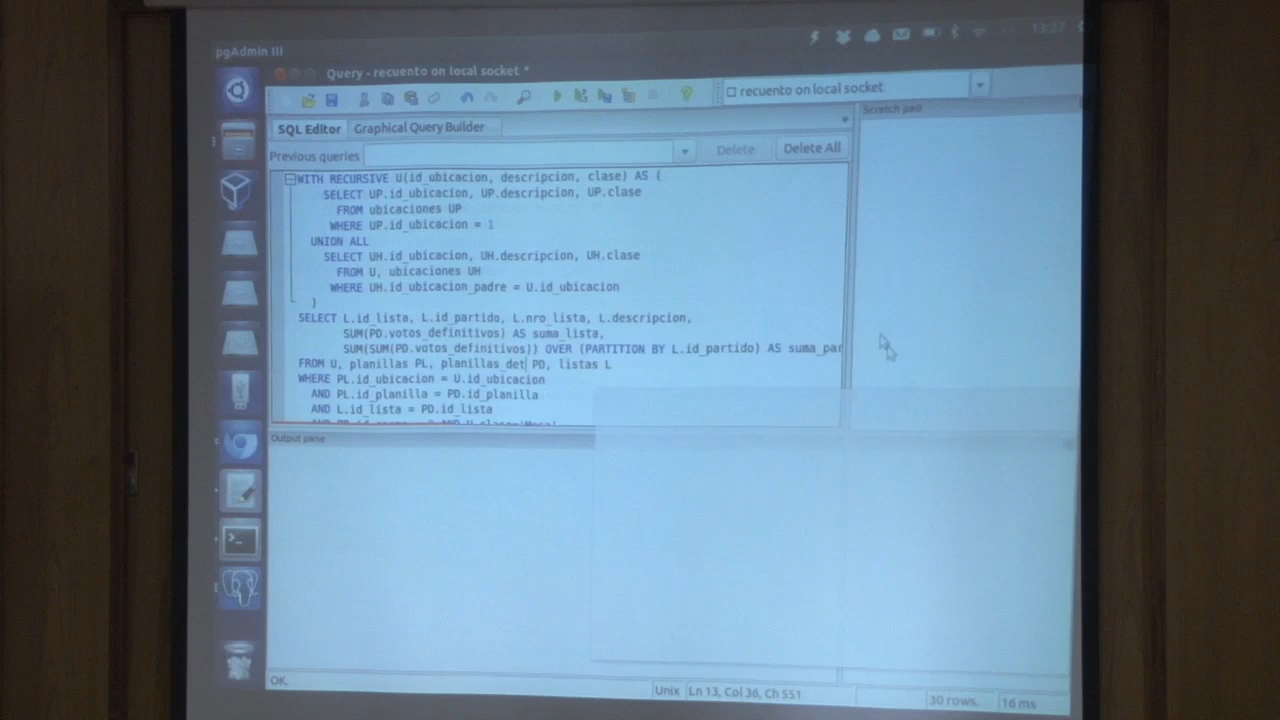 pgAdmin III
13:27
Query - recuento on local socket *
recuento on local socket
SQL Editor
Graphical Query Builder
Scratch pad
Previous queries
Delete
Delete All
WITH RECURSIVE U(id_ubicacion, descripcion, clase) AS (
SELECT UP.id_ubicacion, UP.descripcion, UP.clase
FROM ubicaciones UP
WHERE UP.id_ubicacion = 1
UNION ALL
SELECT UH.id_ubicacion, UH.descripcion, UH.clase
FROM U, ubicaciones UH
WHERE UH.id_ubicacion_padre = U.id_ubicacion
)
SELECT L.id_lista, L.id_partido, L.nro_lista, L.descripcion,
SUM(PD.votos_definitivos) AS suma_lista,
SUM(SUM(PD.votos_definitivos)) OVER (PARTITION BY L.id_partido) AS suma_par
FROM U, planillas PL, planillas_det PD, listas L
WHERE PL.id_ubicacion = U.id_ubicacion
AND PL.id_planilla = PD.id_planilla
AND L.id_lista = PD.id_lista
Output pane
OK.
Unix
Ln 13, Col 36, Ch 551
30 rows.
16 ms